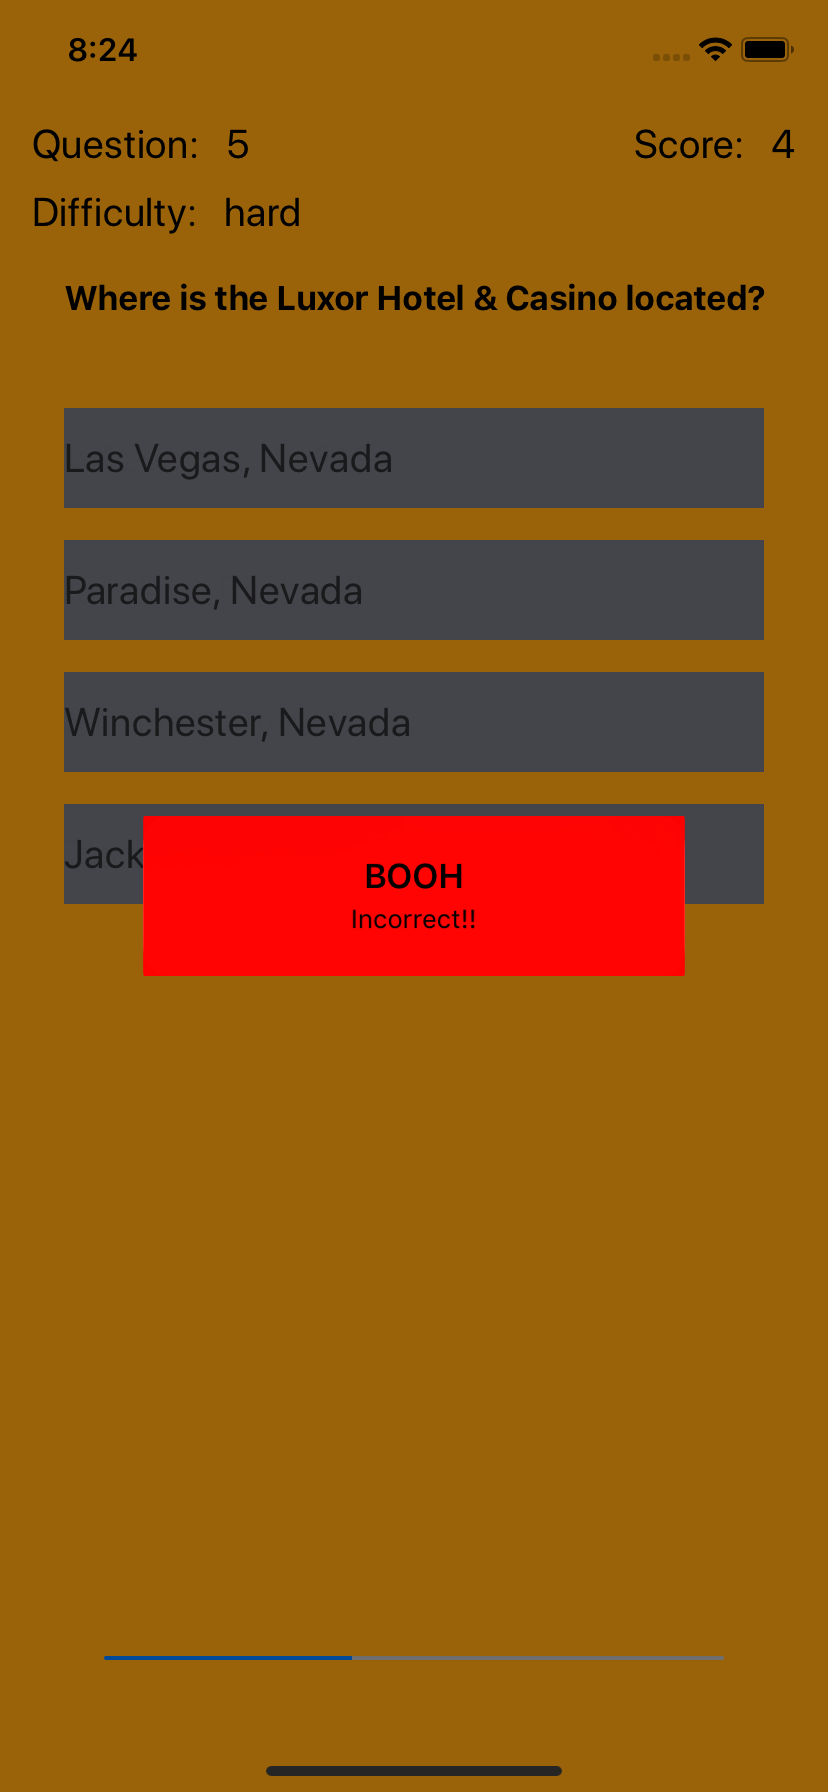 8:24
Question: 5 Score: 4
Difficulty: hard
Where is the Luxor Hotel & Casino located?
Las Vegas, Nevada
Paradise, Nevada
Winchester, Nevada
Jack
BOOH
Incorrect!!